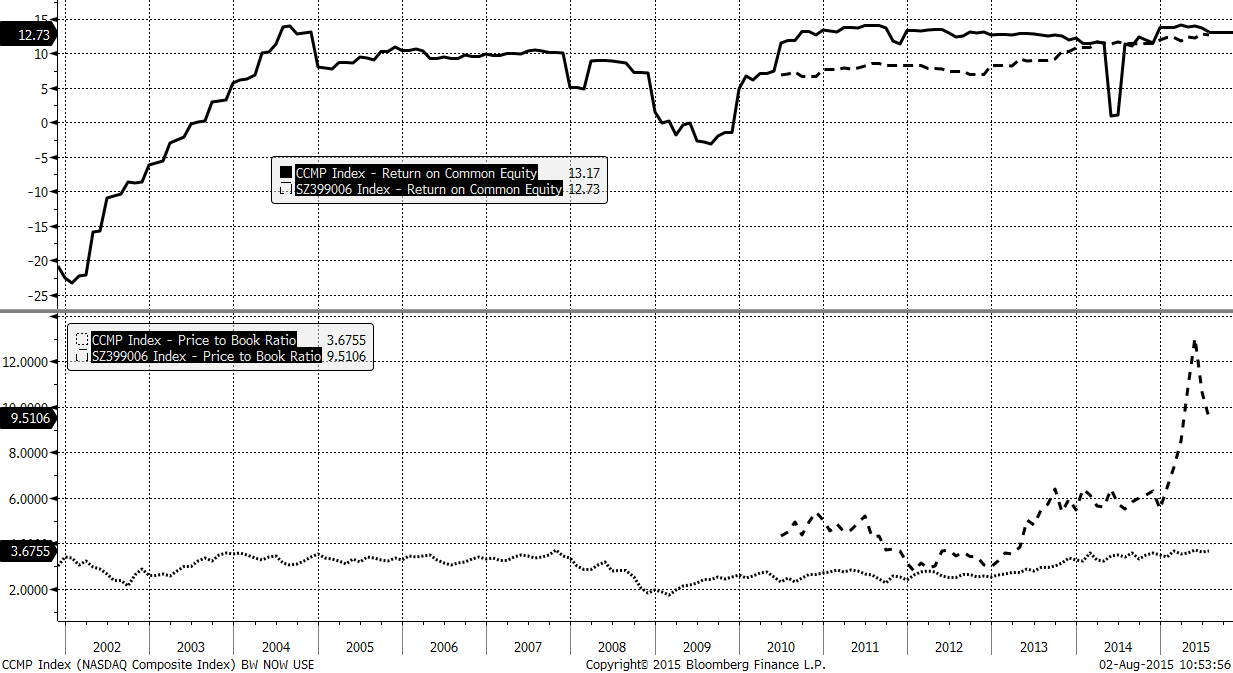 15
12.73
10
5
0
-5
-10
-15
-20
-25
CCMP Index - Return on Common Equity 13.17
SZ399006 Index - Return on Common Equity 12.73
CCMP Index - Price to Book Ratio 3.6755
SZ399006 Index - Price to Book Ratio 9.5106
12.0000
9.5106
8.0000
6.0000
3.6755
2.0000
2002 2003 2004 2005 2006 2007 2008 2009 2010 2011 2012 2013 2014 2015
CCMP Index (NASDAQ Composite Index) BW NOW USE Copyright© 2015 Bloomberg Finance L.P. 02-Aug-2015 10:53:56